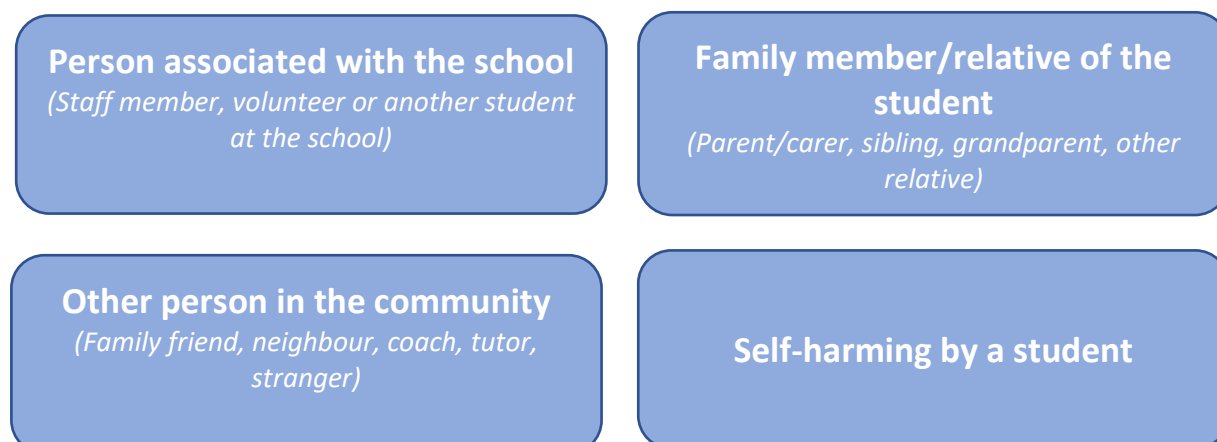 Person associated with the school
(Staff member, volunteer or another student
at the school)
Family member/relative of the
student
(Parent/carer, sibling, grandparent, other
relative)
Other person in the community
(Family friend, neighbour, coach, tutor,
stranger)
Self-harming by a student